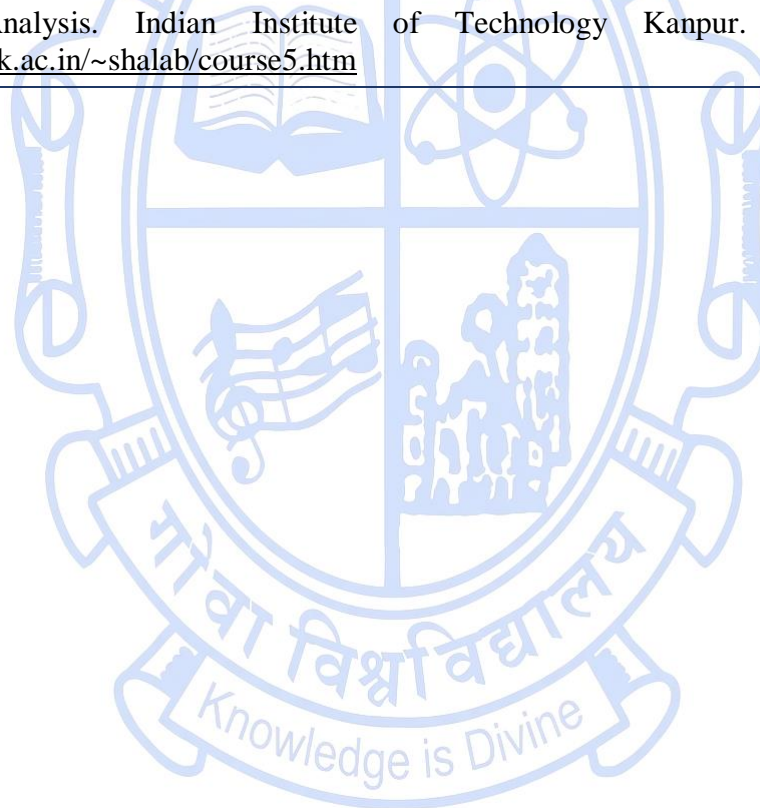 nalysis. Indian Institute of Technology Kanpur.
k.ac.in/~shalab/course5.htm
गोंवा विश्वविद्यालय
Knowledge is Divine